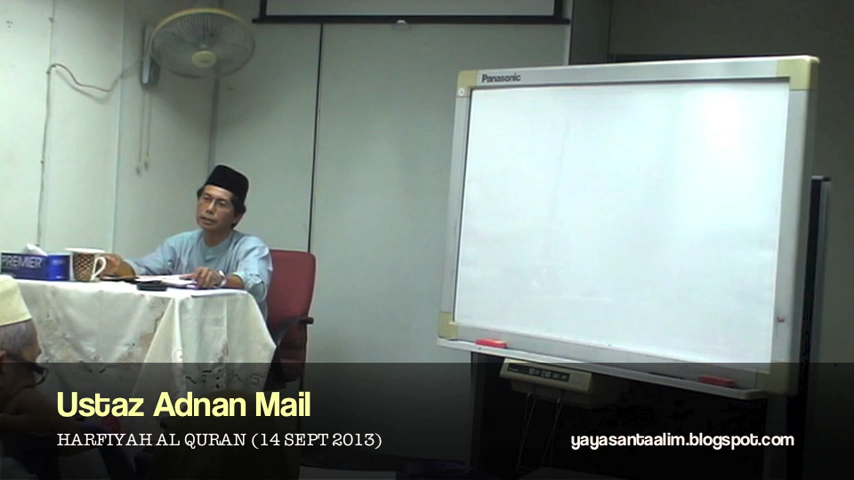 Panasonic
PREMIER
Ustaz Adnan Mail
HARFIYAH AL QURAN (14 SEPT 2013)
yayasantaalim.blogspot.com